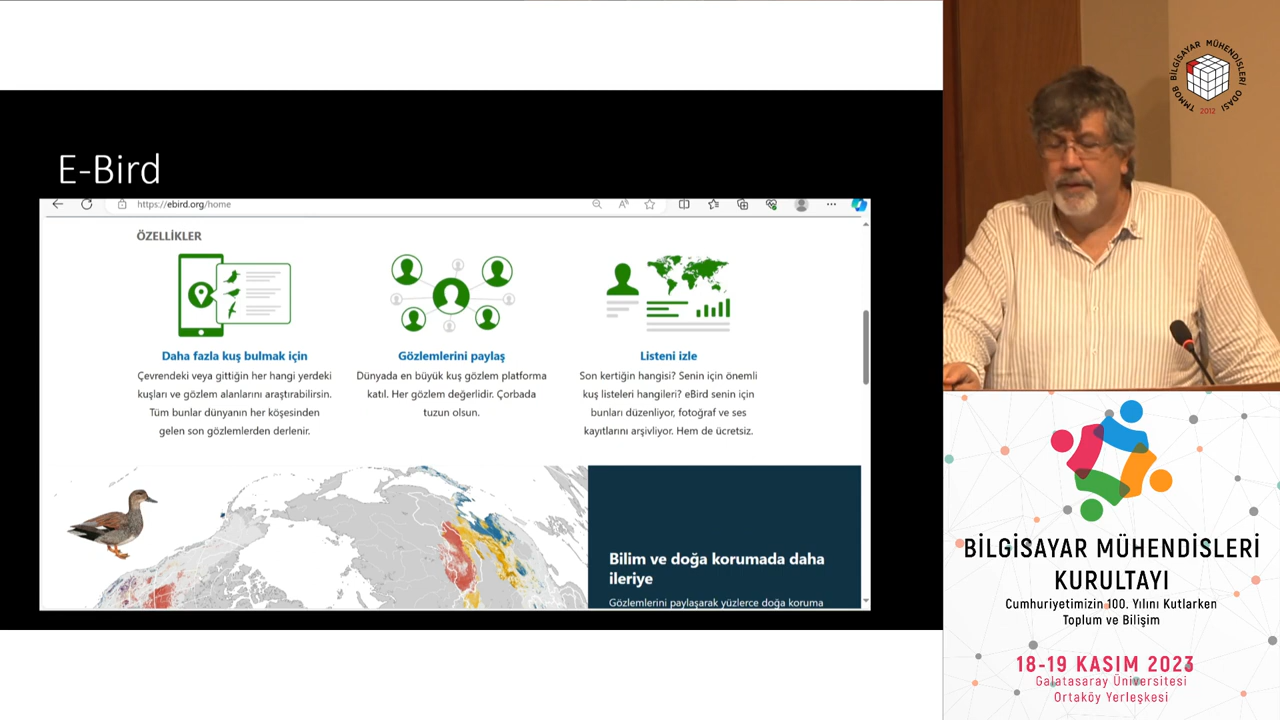 E-Bird
https://ebird.org/home
ÖZELLİKLER
Daha fazla kuş bulmak için
Çevrendeki veya gittiğin her hangi yerdeki
kuşları ve gözlem alanlarını araştırabilirsin.
Tüm bunlar dünyanın her köşesinden
gelen son gözlemlerden derlenir.
Gözlemlerini paylaş
Dünyada en büyük kuş gözlem platforma
katıl. Her gözlem değerlidir. Çorbada
tuzun olsun.
Listeni izle
Son kertiğin hangisi? Senin için önemli
kuş listeleri hangileri? eBird senin için
bunları düzenliyor, fotoğraf ve ses
kayıtlarını arşivliyor. Hem de ücretsiz.
Bilim ve doğa korumada daha
ileriye
Gözlemlerini paylaşarak yüzlerce doğa koruma
TMMOB BİLGİSAYAR MÜHENDİSLERİ ODASI
2012
BİLGİSAYAR MÜHENDİSLERİ
KURULTAYI
Cumhuriyetimizin 100. Yılını Kutlarken
Toplum ve Bilişim
18-19 KASIM 2023
Galatasaray Üniversitesi
Ortaköy Yerleşkesi